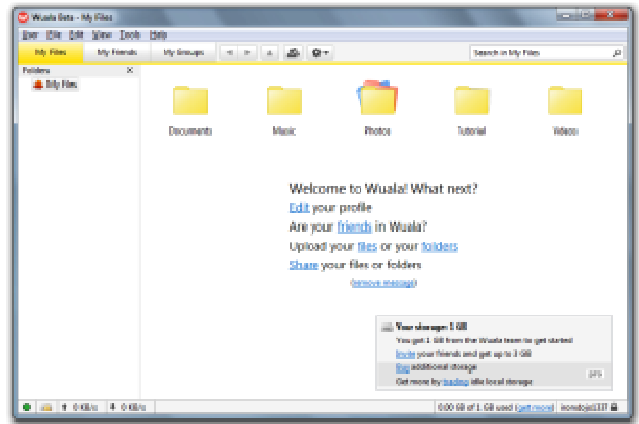 Wuala Beta - My Files
User File Edit View Tools Help
My Files My Friends My Groups Search in My Files
Folders X
My Files
Documents Music Photos Tutorial Videos
Welcome to Wuala! What next?
Edit your profile
Are your friends in Wuala?
Upload your files or your folders
Share your files or folders
(remove message)
Your storage: 1 GB
You got 1 GB from the Wuala team to get started
Invite your friends and get up to 3 GB
Buy additional storage
Get more by trading idle local storage
pro
0 KB/s 0 KB/s 0.00 GB of 1 GB used (get more)